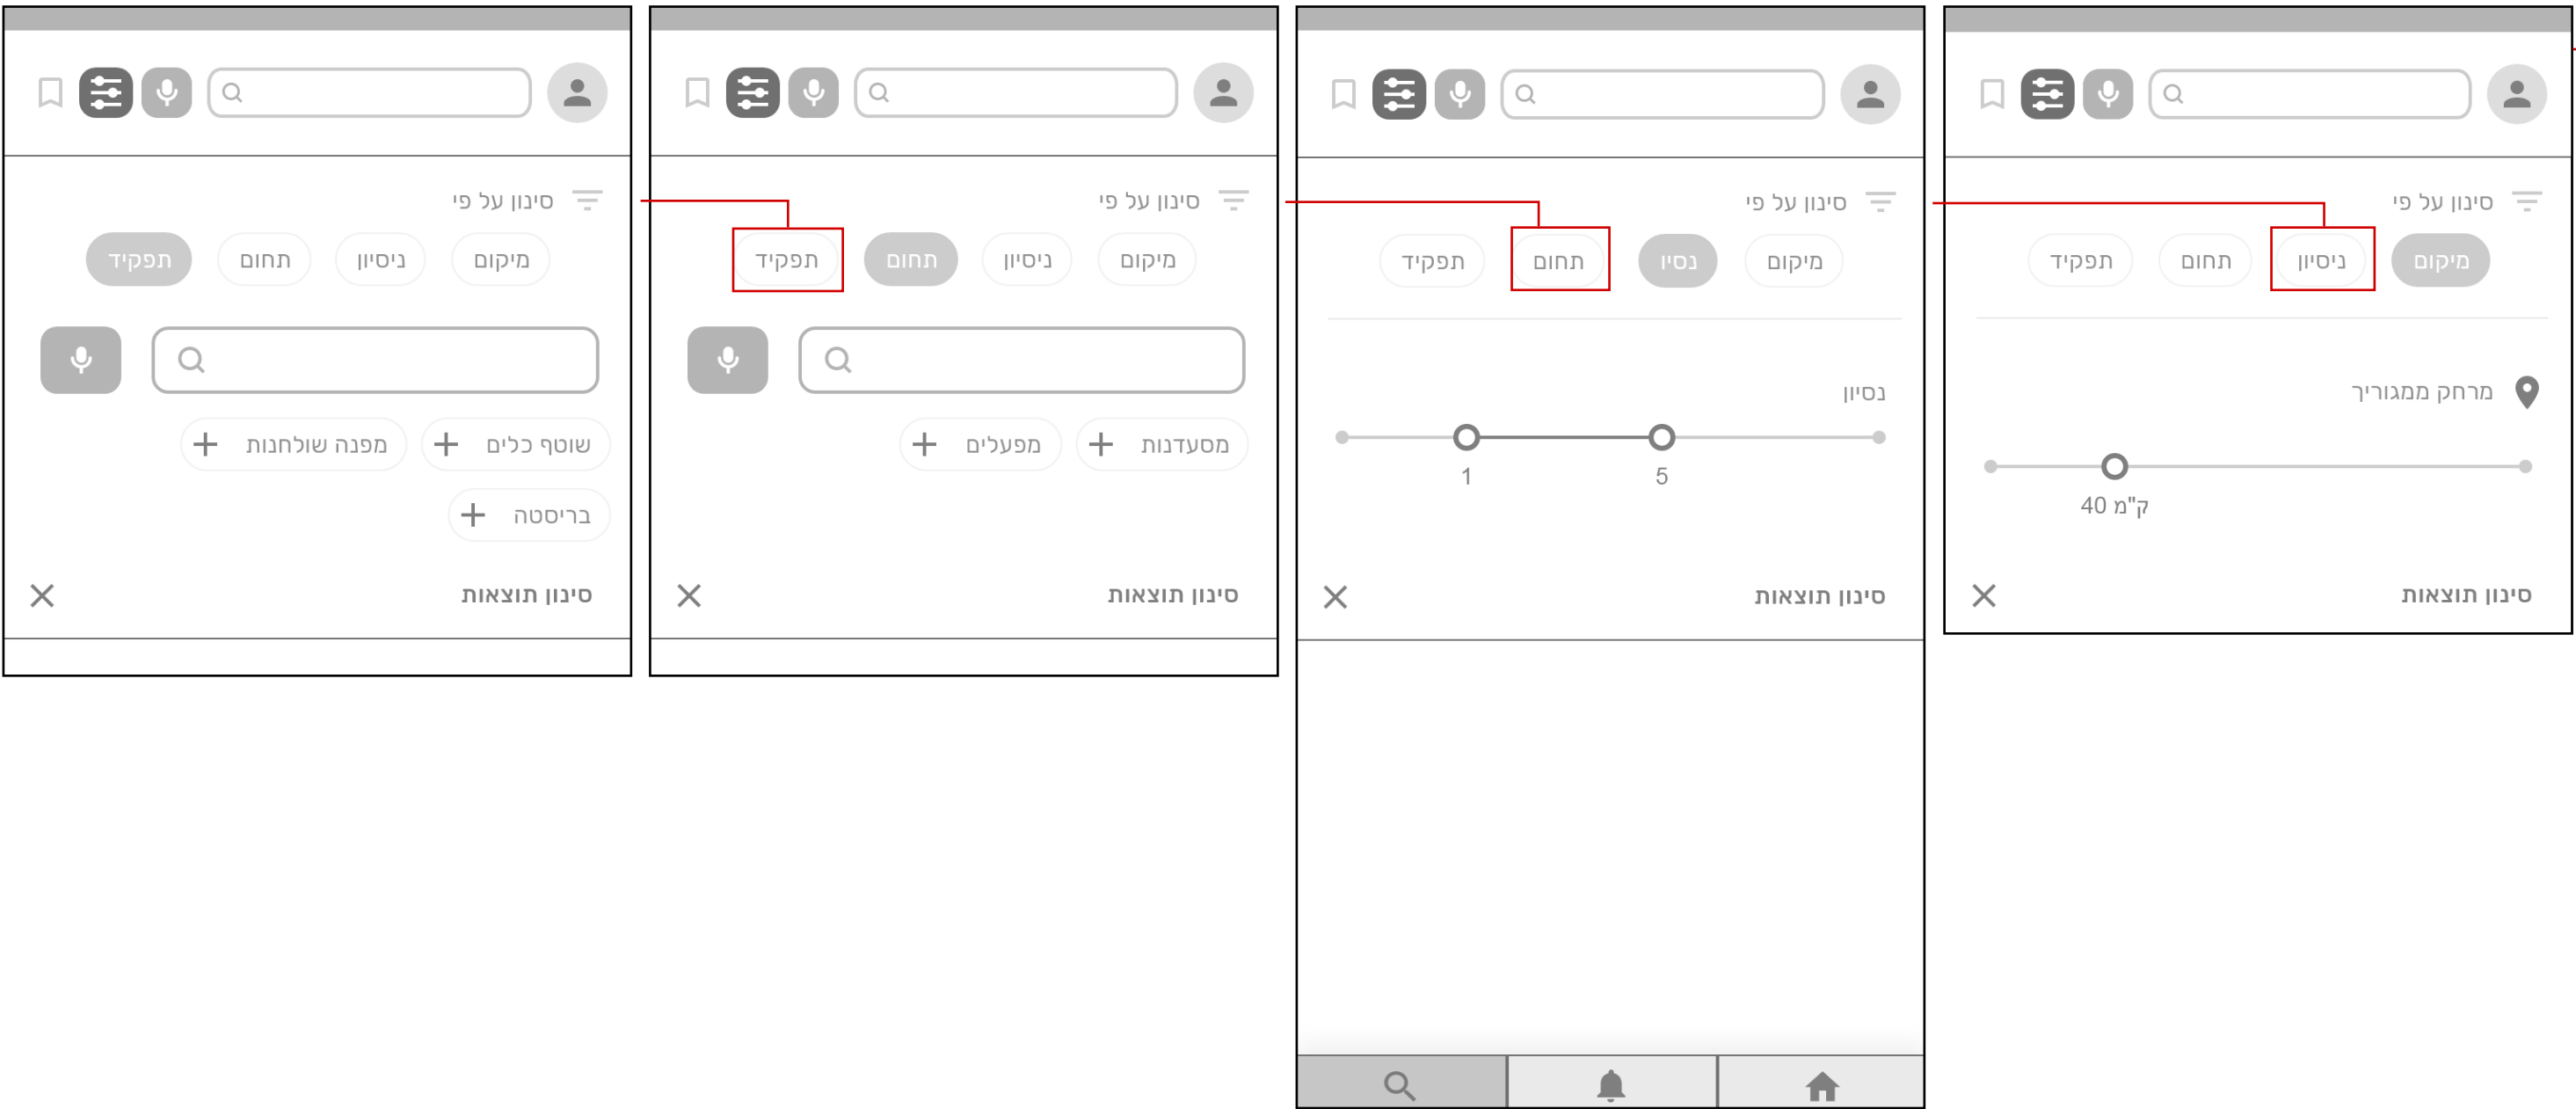 סינון על פי
מיקום ניסיון תחום תפקיד
מרחק ממגוריך
40 ק"מ
סינון תוצאות
סינון על פי
מיקום נסיו תחום תפקיד
נסיון
1 5
סינון תוצאות
סינון על פי
מיקום ניסיון תחום תפקיד
מסעדנות מפעלים
סינון תוצאות
סינון על פי
מיקום ניסיון תחום תפקיד
שוטף כלים מפנה שולחנות
בריסטה
סינון תוצאות